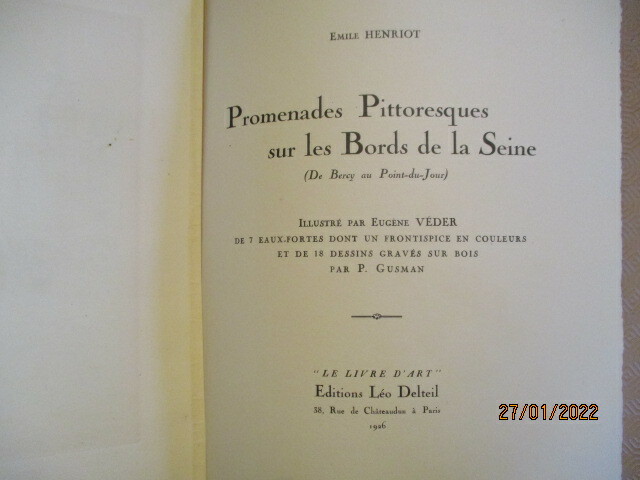 Emile HENRIOT
Promenades Pittoresques
sur les Bords de la Seine
(De Bercy au Point-du-Jour)
Illustré par Eugène VÉDER
de 7 eaux-fortes dont un frontispice en couleurs
et de 18 dessins gravés sur bois
par P. Gusman
"LE LIVRE D'ART"
Editions Léo Delteil
38, Rue de Châteaudun à Paris
1926
27/01/2022